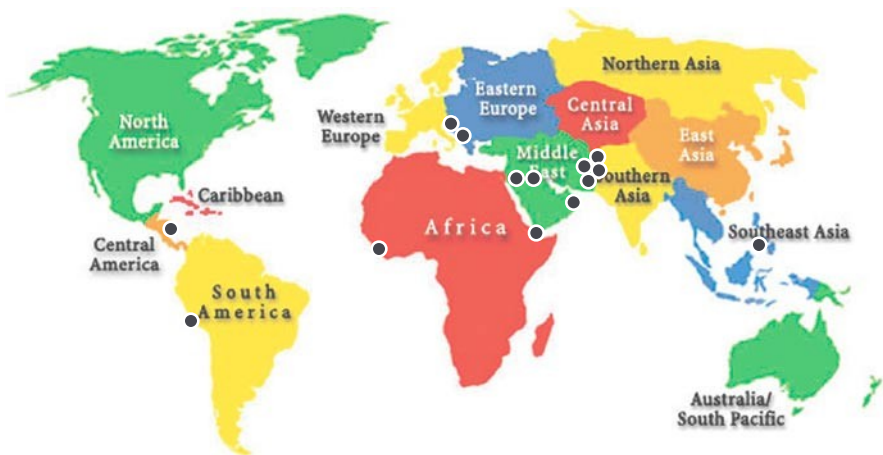 Northern Asia
Eastern
Europe
Central
Asia
Western
Europe
North
America
East
Asia
Middle
East
Southern
Asia
Caribbean
Africa
Southeast Asia
Central
America
South
America
Australia/
South Pacific